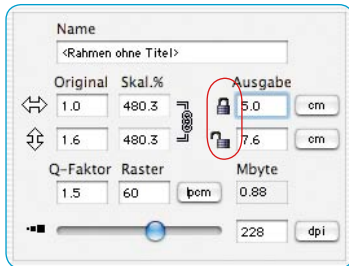 Name
<Rahmen ohne Titel>
Original Skal.% Ausgabe
1.0 480.3 5.0 cm
1.6 480.3 7.6 cm
Q-Faktor Raster Mbyte
1.5 60 lpcm 0.88
228 dpi